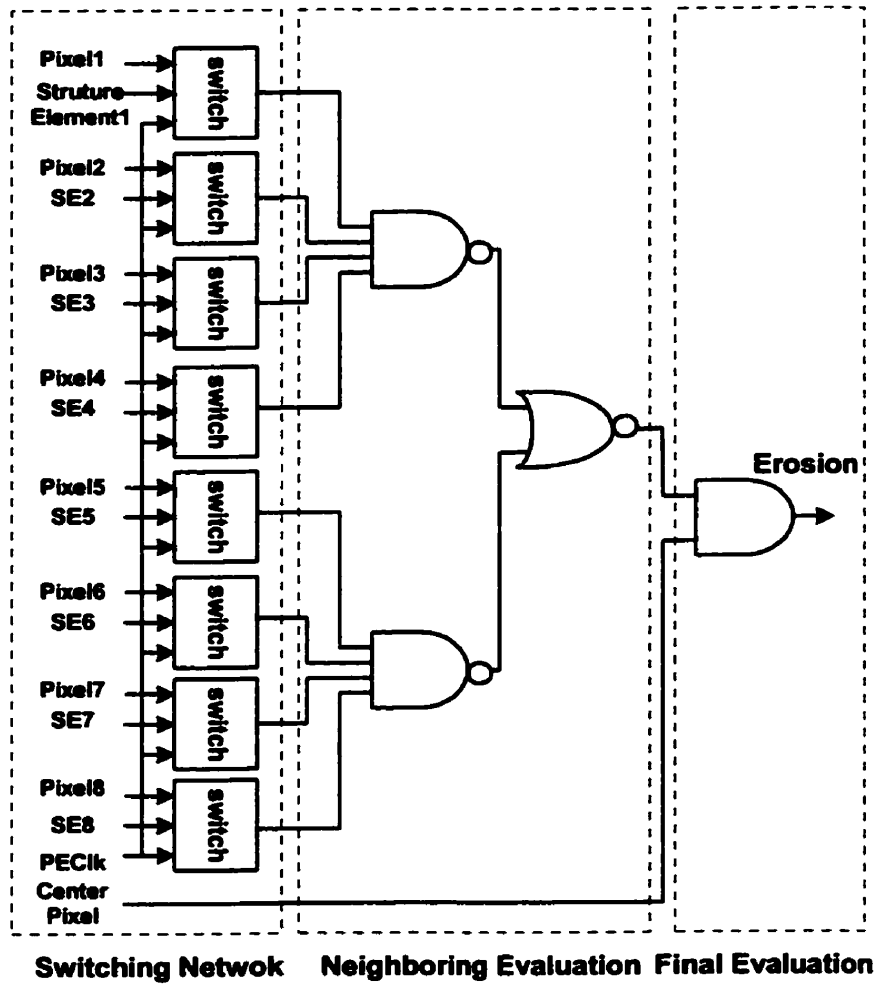 Pixel1
Struture
Element1
switch
Pixel2
SE2
switch
Pixel3
SE3
switch
Pixel4
SE4
switch
Pixel5
SE5
switch
Pixel6
SE6
switch
Pixel7
SE7
switch
Pixel8
SE8
switch
PEClk
Center
Pixel
Erosion
Switching Netwok
Neighboring Evaluation
Final Evaluation